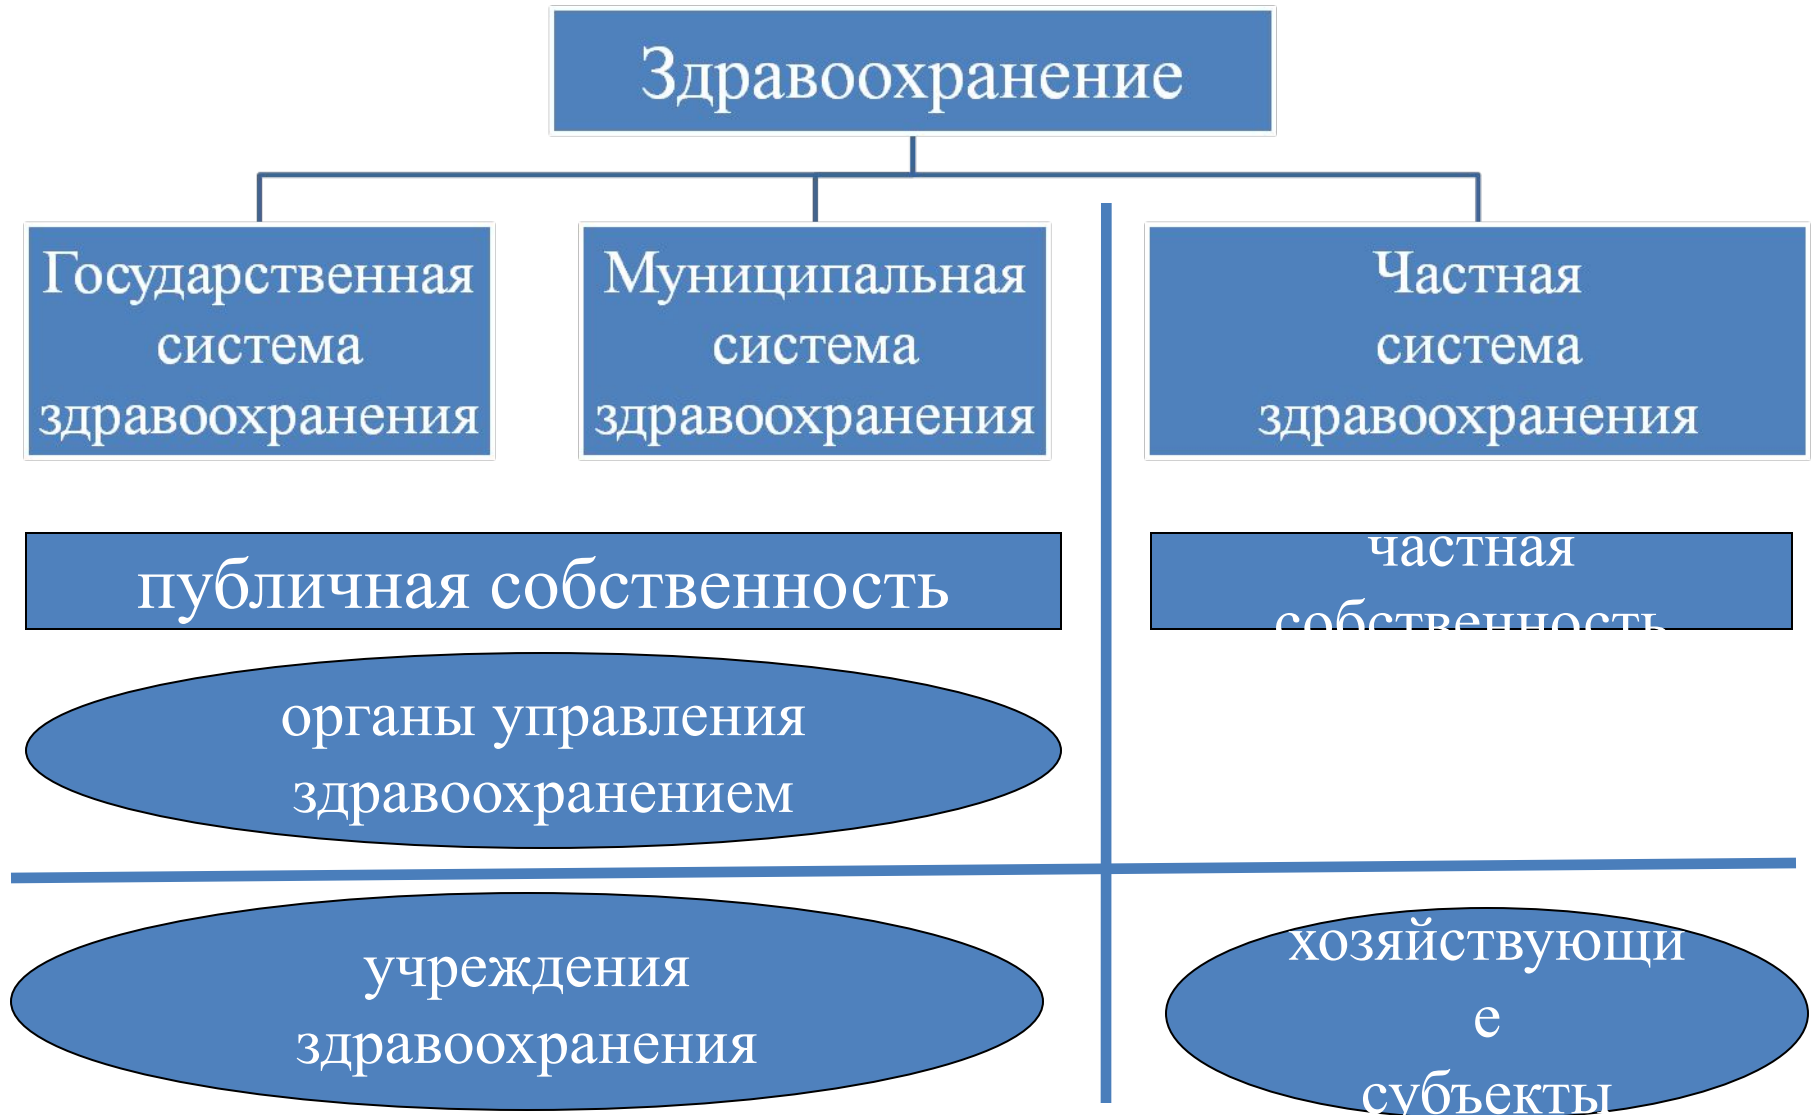 Здравоохранение
Государственная
система
здравоохранения
Муниципальная
система
здравоохранения
Частная
система
здравоохранения
публичная собственность
частная
собственность
органы управления
здравоохранением
учреждения
здравоохранения
хозяйствующи
е
субъекты